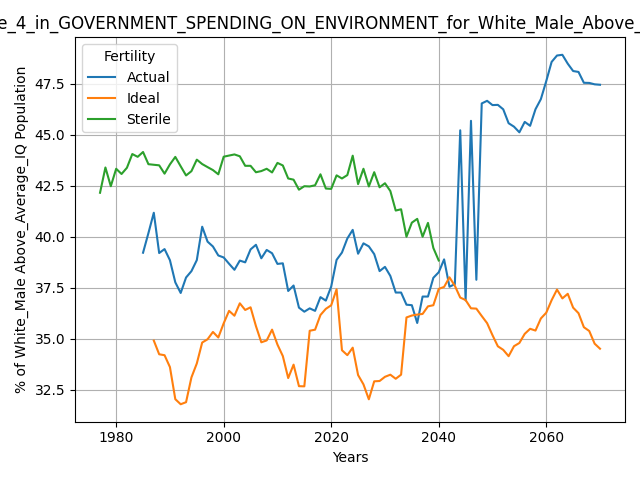 e_4_in_GOVERNMENT_SPENDING_ON_ENVIRONMENT_for_White_Male_Above_
Fertility
Actual
Ideal
Sterile
% of White_Male Above_Average_IQ Population
47.5
45.0
42.5
40.0
37.5
35.0
32.5
1980
2000
2020
2040
2060
Years